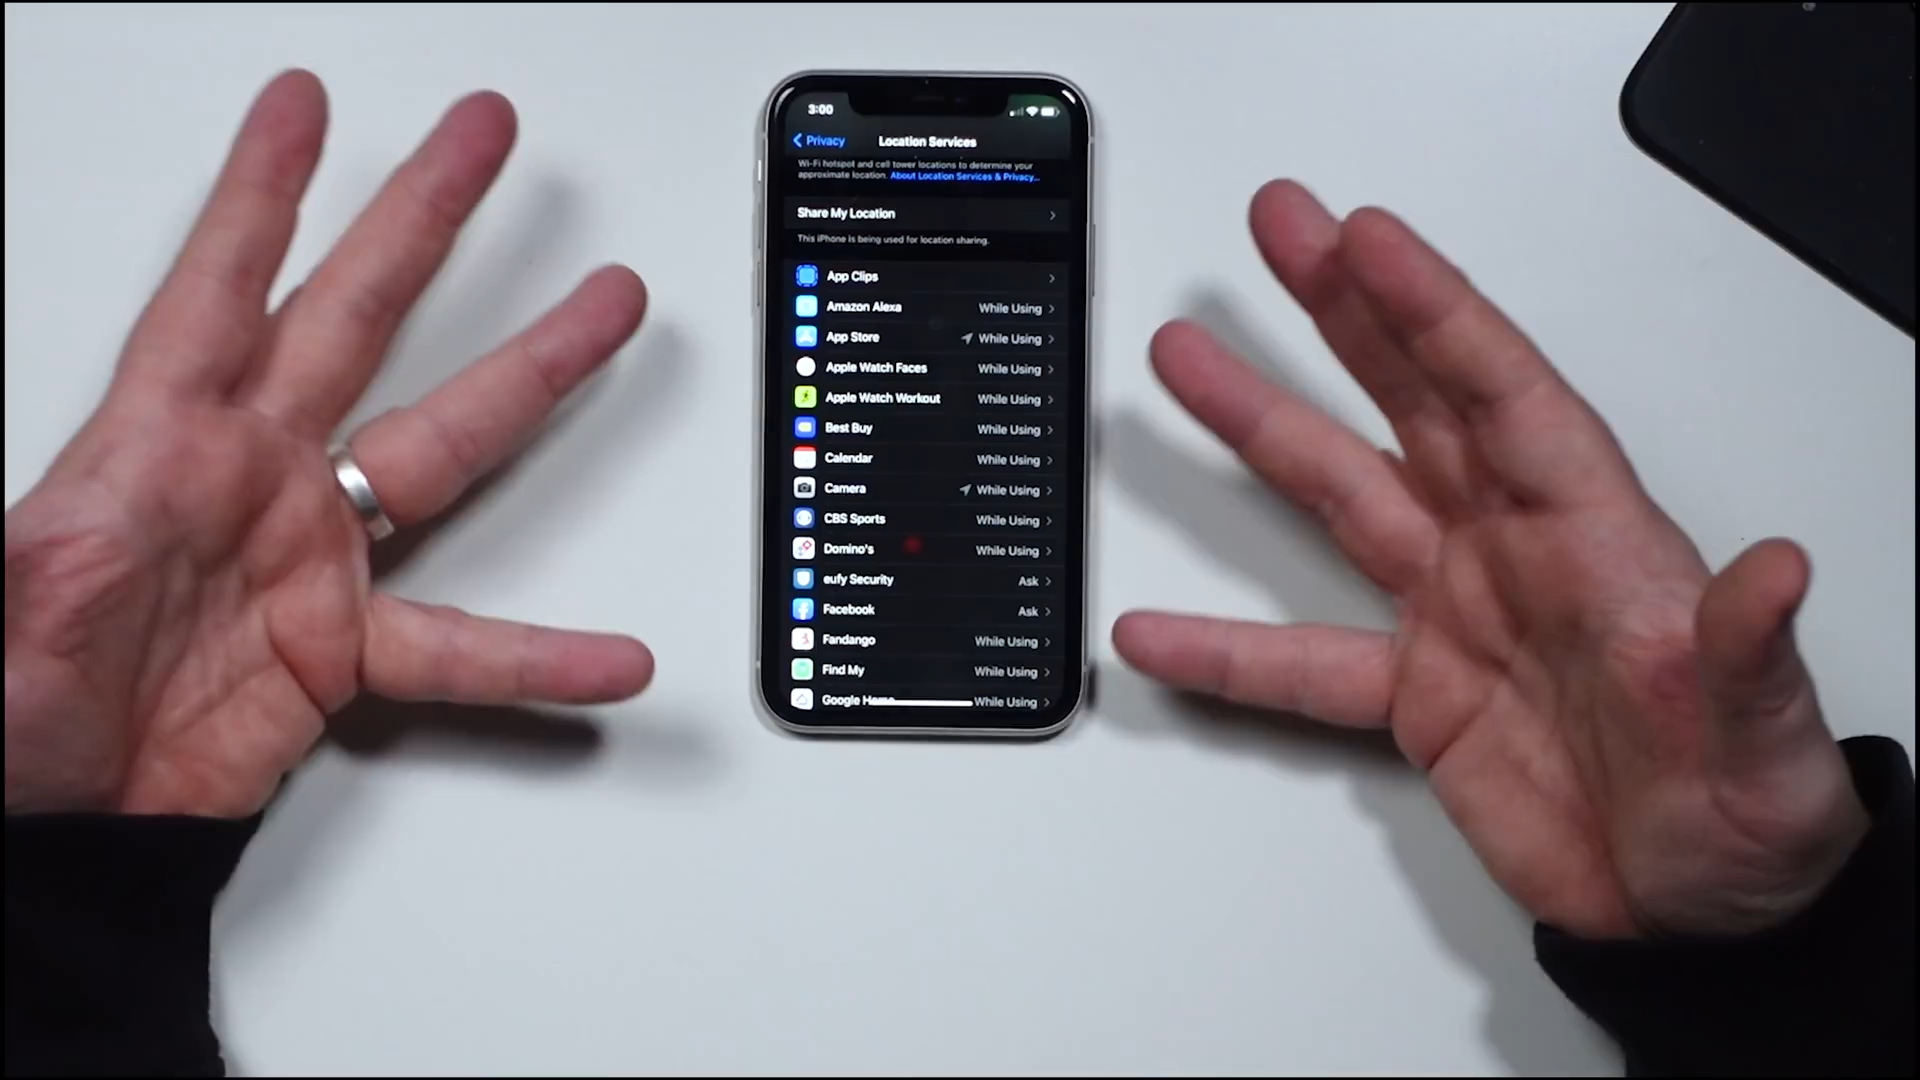 3:00
Privacy
Location Services
Wi-Fi hotspot and cell tower locations to determine your
approximate location. About Location Services & Privacy...
Share My Location
This iPhone is being used for location sharing.
App Clips
Amazon Alexa While Using
App Store While Using
Apple Watch Faces While Using
Apple Watch Workout While Using
Best Buy While Using
Calendar While Using
Camera While Using
CBS Sports While Using
Domino's While Using
eufy Security Ask
Facebook Ask
Fandango While Using
Find My While Using
Google Home While Using